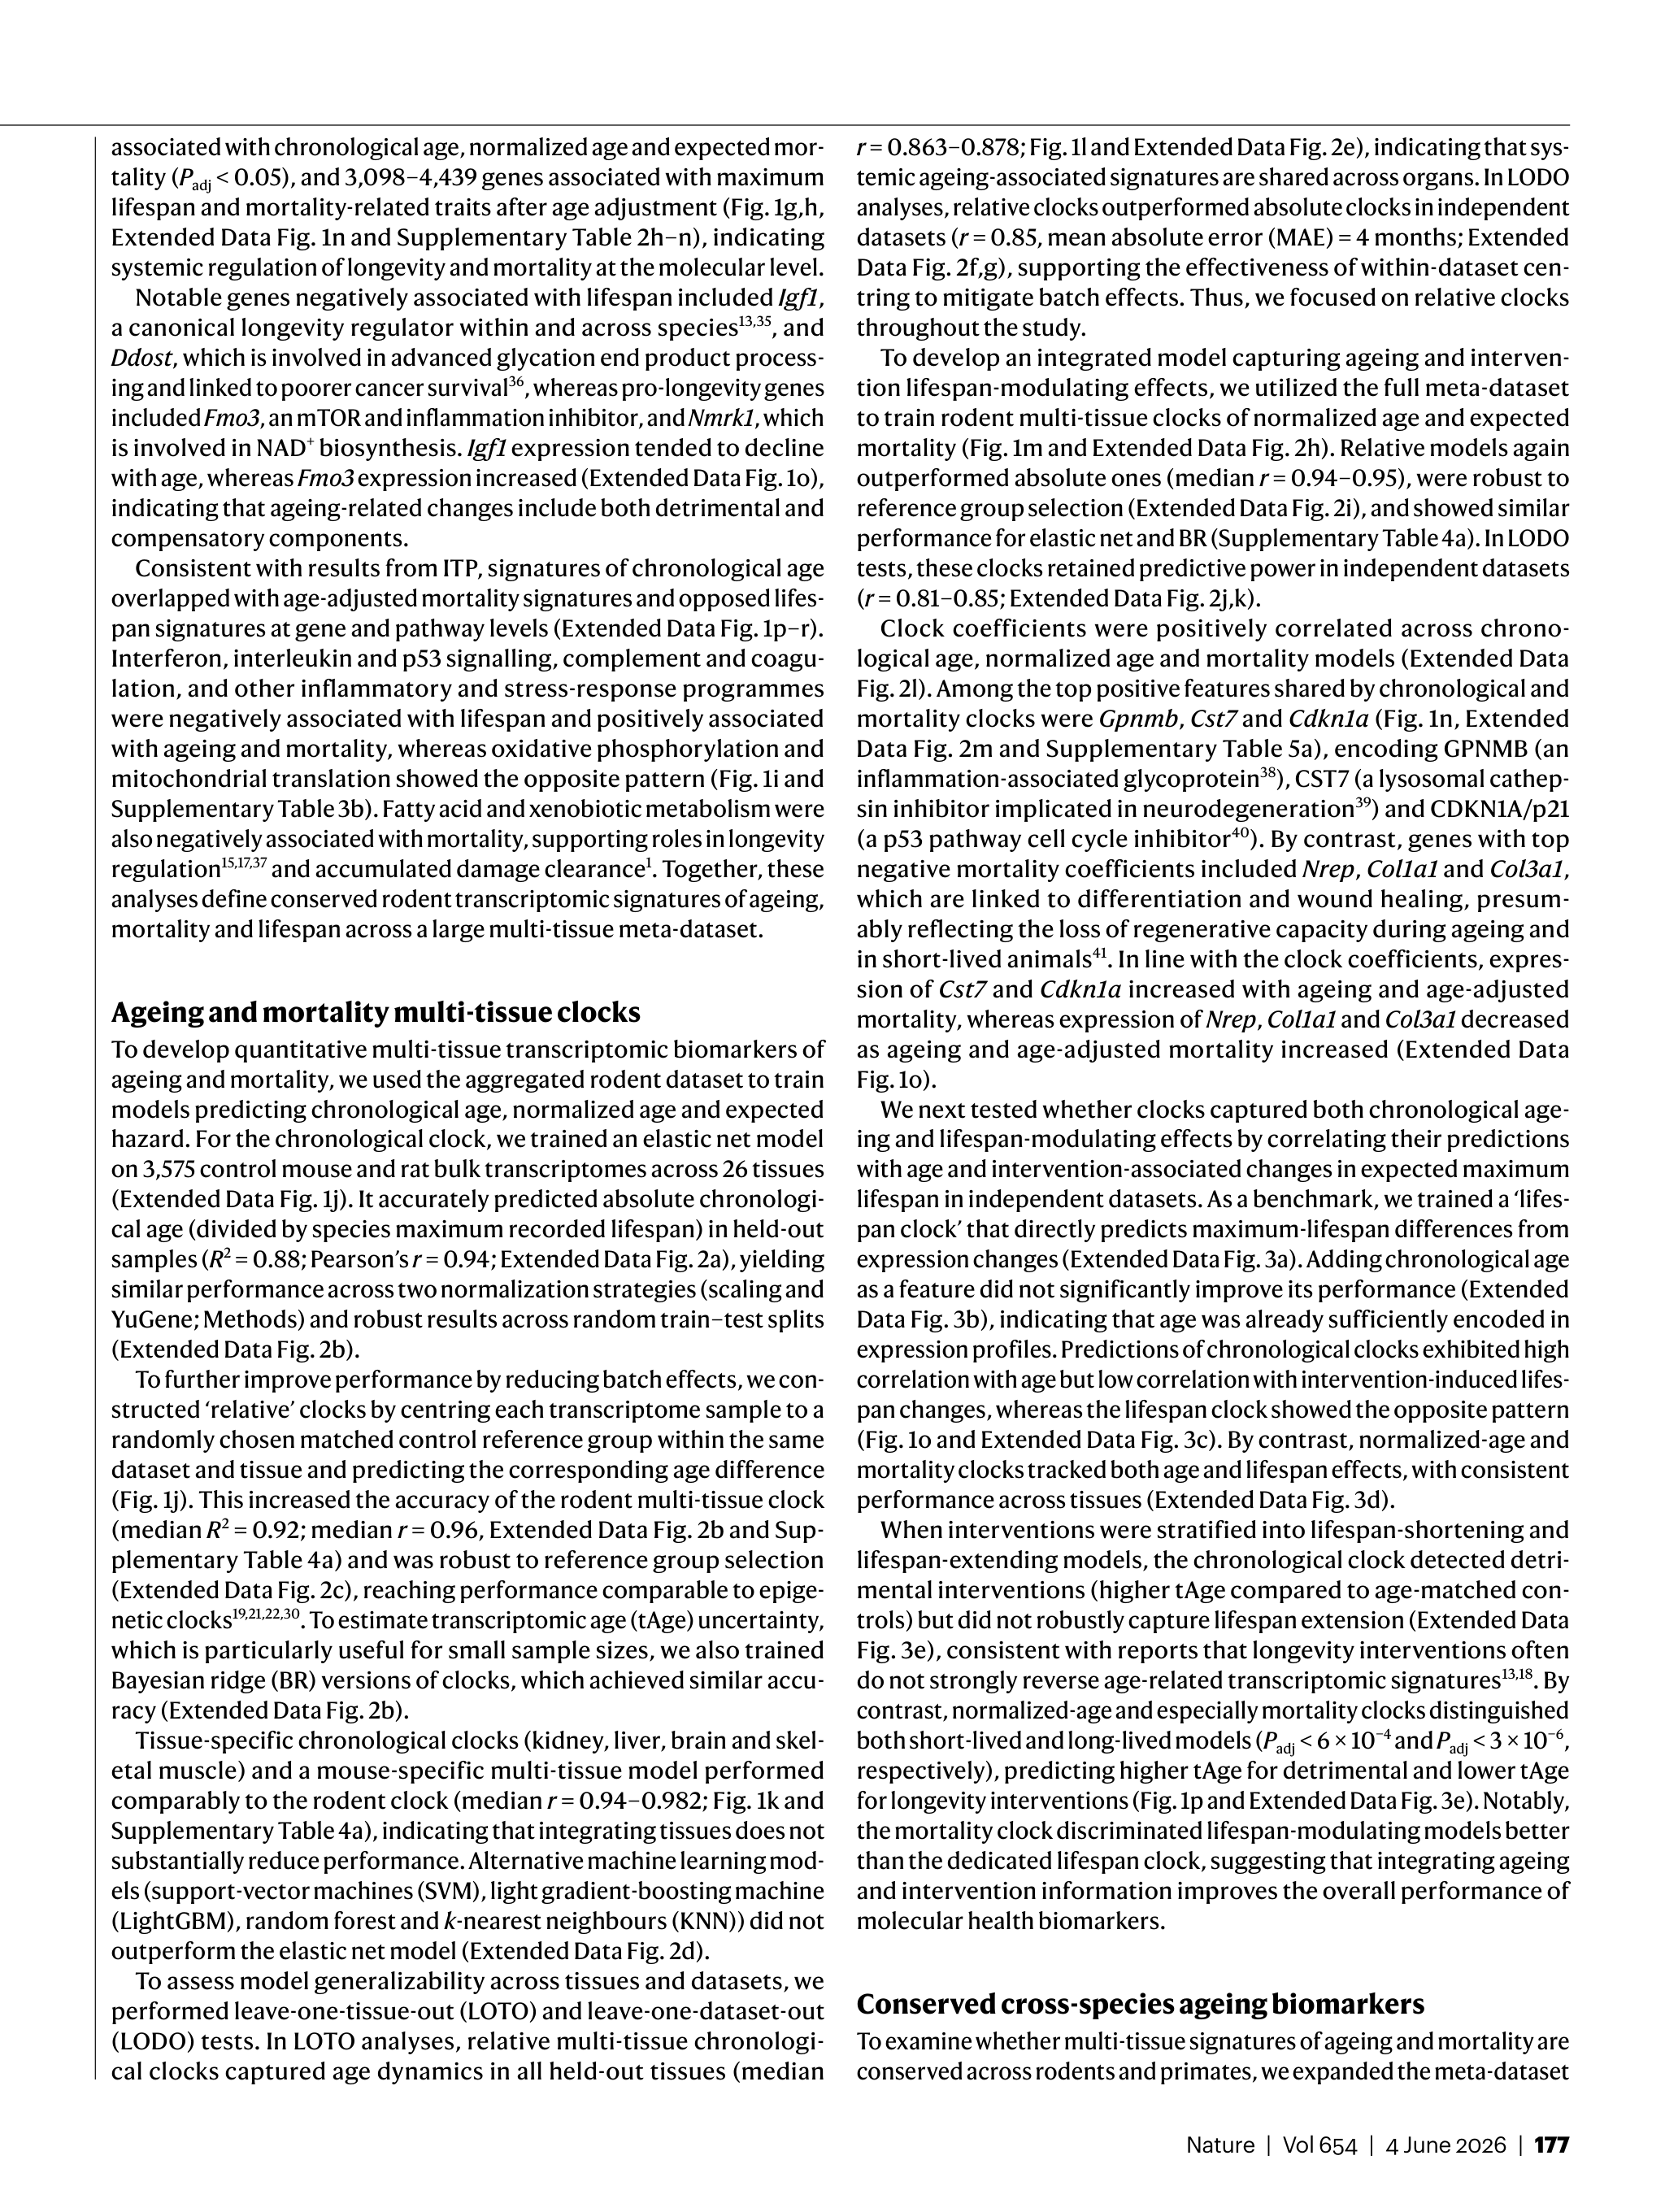 associated with chronological age, normalized age and expected mor-
tality (Padj < 0.05), and 3,098–4,439 genes associated with maximum
lifespan and mortality-related traits after age adjustment (Fig. 1g,h,
Extended Data Fig. 1n and Supplementary Table 2h–n), indicating
systemic regulation of longevity and mortality at the molecular level.
Notable genes negatively associated with lifespan included Igf1,
a canonical longevity regulator within and across species13,35, and
Ddost, which is involved in advanced glycation end product process-
ing and linked to poorer cancer survival36, whereas pro-longevity genes
included Fmo3, an mTOR and inflammation inhibitor, and Nmrk1, which
is involved in NAD+ biosynthesis. Igf1 expression tended to decline
with age, whereas Fmo3 expression increased (Extended Data Fig. 1o),
indicating that ageing-related changes include both detrimental and
compensatory components.
Consistent with results from ITP, signatures of chronological age
overlapped with age-adjusted mortality signatures and opposed lifes-
pan signatures at gene and pathway levels (Extended Data Fig. 1p–r).
Interferon, interleukin and p53 signalling, complement and coagu-
lation, and other inflammatory and stress-response programmes
were negatively associated with lifespan and positively associated
with ageing and mortality, whereas oxidative phosphorylation and
mitochondrial translation showed the opposite pattern (Fig. 1i and
Supplementary Table 3b). Fatty acid and xenobiotic metabolism were
also negatively associated with mortality, supporting roles in longevity
regulation15,17,37 and accumulated damage clearance1. Together, these
analyses define conserved rodent transcriptomic signatures of ageing,
mortality and lifespan across a large multi-tissue meta-dataset.
Ageing and mortality multi-tissue clocks
To develop quantitative multi-tissue transcriptomic biomarkers of
ageing and mortality, we used the aggregated rodent dataset to train
models predicting chronological age, normalized age and expected
hazard. For the chronological clock, we trained an elastic net model
on 3,575 control mouse and rat bulk transcriptomes across 26 tissues
(Extended Data Fig. 1j). It accurately predicted absolute chronologi-
cal age (divided by species maximum recorded lifespan) in held-out
samples (R2 = 0.88; Pearson's r = 0.94; Extended Data Fig. 2a), yielding
similar performance across two normalization strategies (scaling and
YuGene; Methods) and robust results across random train–test splits
(Extended Data Fig. 2b).
To further improve performance by reducing batch effects, we con-
structed 'relative' clocks by centring each transcriptome sample to a
randomly chosen matched control reference group within the same
dataset and tissue and predicting the corresponding age difference
(Fig. 1j). This increased the accuracy of the rodent multi-tissue clock
(median R2 = 0.92; median r = 0.96, Extended Data Fig. 2b and Sup-
plementary Table 4a) and was robust to reference group selection
(Extended Data Fig. 2c), reaching performance comparable to epige-
netic clocks19,21,22,30. To estimate transcriptomic age (tAge) uncertainty,
which is particularly useful for small sample sizes, we also trained
Bayesian ridge (BR) versions of clocks, which achieved similar accu-
racy (Extended Data Fig. 2b).
Tissue-specific chronological clocks (kidney, liver, brain and skel-
etal muscle) and a mouse-specific multi-tissue model performed
comparably to the rodent clock (median r = 0.94–0.982; Fig. 1k and
Supplementary Table 4a), indicating that integrating tissues does not
substantially reduce performance. Alternative machine learning mod-
els (support-vector machines (SVM), light gradient-boosting machine
(LightGBM), random forest and k-nearest neighbours (KNN)) did not
outperform the elastic net model (Extended Data Fig. 2d).
To assess model generalizability across tissues and datasets, we
performed leave-one-tissue-out (LOTO) and leave-one-dataset-out
(LODO) tests. In LOTO analyses, relative multi-tissue chronologi-
cal clocks captured age dynamics in all held-out tissues (median
r = 0.863–0.878; Fig. 1l and Extended Data Fig. 2e), indicating that sys-
temic ageing-associated signatures are shared across organs. In LODO
analyses, relative clocks outperformed absolute clocks in independent
datasets (r = 0.85, mean absolute error (MAE) = 4 months; Extended
Data Fig. 2f,g), supporting the effectiveness of within-dataset cen-
tring to mitigate batch effects. Thus, we focused on relative clocks
throughout the study.
To develop an integrated model capturing ageing and interven-
tion lifespan-modulating effects, we utilized the full meta-dataset
to train rodent multi-tissue clocks of normalized age and expected
mortality (Fig. 1m and Extended Data Fig. 2h). Relative models again
outperformed absolute ones (median r = 0.94–0.95), were robust to
reference group selection (Extended Data Fig. 2i), and showed similar
performance for elastic net and BR (Supplementary Table 4a). In LODO
tests, these clocks retained predictive power in independent datasets
(r = 0.81–0.85; Extended Data Fig. 2j,k).
Clock coefficients were positively correlated across chrono-
logical age, normalized age and mortality models (Extended Data
Fig. 2l). Among the top positive features shared by chronological and
mortality clocks were Gpnmb, Cst7 and Cdkn1a (Fig. 1n, Extended
Data Fig. 2m and Supplementary Table 5a), encoding GPNMB (an
inflammation-associated glycoprotein38), CST7 (a lysosomal cathep-
sin inhibitor implicated in neurodegeneration39) and CDKN1A/p21
(a p53 pathway cell cycle inhibitor40). By contrast, genes with top
negative mortality coefficients included Nrep, Col1a1 and Col3a1,
which are linked to differentiation and wound healing, presum-
ably reflecting the loss of regenerative capacity during ageing and
in short-lived animals41. In line with the clock coefficients, expres-
sion of Cst7 and Cdkn1a increased with ageing and age-adjusted
mortality, whereas expression of Nrep, Col1a1 and Col3a1 decreased
as ageing and age-adjusted mortality increased (Extended Data
Fig. 1o).
We next tested whether clocks captured both chronological age-
ing and lifespan-modulating effects by correlating their predictions
with age and intervention-associated changes in expected maximum
lifespan in independent datasets. As a benchmark, we trained a 'lifes-
pan clock' that directly predicts maximum-lifespan differences from
expression changes (Extended Data Fig. 3a). Adding chronological age
as a feature did not significantly improve its performance (Extended
Data Fig. 3b), indicating that age was already sufficiently encoded in
expression profiles. Predictions of chronological clocks exhibited high
correlation with age but low correlation with intervention-induced lifes-
pan changes, whereas the lifespan clock showed the opposite pattern
(Fig. 1o and Extended Data Fig. 3c). By contrast, normalized-age and
mortality clocks tracked both age and lifespan effects, with consistent
performance across tissues (Extended Data Fig. 3d).
When interventions were stratified into lifespan-shortening and
lifespan-extending models, the chronological clock detected detri-
mental interventions (higher tAge compared to age-matched con-
trols) but did not robustly capture lifespan extension (Extended Data
Fig. 3e), consistent with reports that longevity interventions often
do not strongly reverse age-related transcriptomic signatures13,18. By
contrast, normalized-age and especially mortality clocks distinguished
both short-lived and long-lived models (Padj < 6 × 10−4 and Padj < 3 × 10−6,
respectively), predicting higher tAge for detrimental and lower tAge
for longevity interventions (Fig. 1p and Extended Data Fig. 3e). Notably,
the mortality clock discriminated lifespan-modulating models better
than the dedicated lifespan clock, suggesting that integrating ageing
and intervention information improves the overall performance of
molecular health biomarkers.
Conserved cross-species ageing biomarkers
To examine whether multi-tissue signatures of ageing and mortality are
conserved across rodents and primates, we expanded the meta-dataset
Nature | Vol 654 | 4 June 2026 | 177